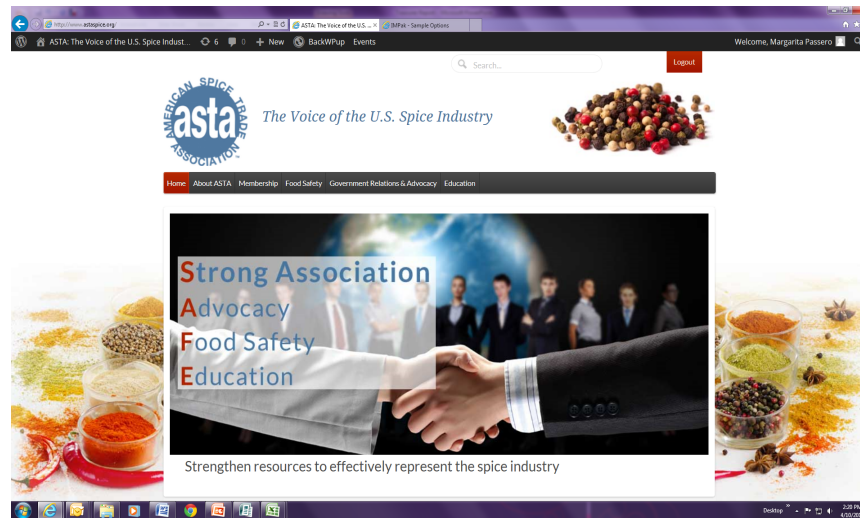 http://www.astaspice.org/
ASTA: The Voice of the U.S. ...
IMPak - Sample Options
ASTA: The Voice of the U.S. Spice Indust...
6
New
BackWPup
Events
Welcome, Margarita Passero
Search...
Logout
AMERICAN SPICE TRADE ASSOCIATION
asta
The Voice of the U.S. Spice Industry
Home
About ASTA
Membership
Food Safety
Government Relations & Advocacy
Education
Strong Association
Advocacy
Food Safety
Education
Strengthen resources to effectively represent the spice industry
Desktop
2:20 P